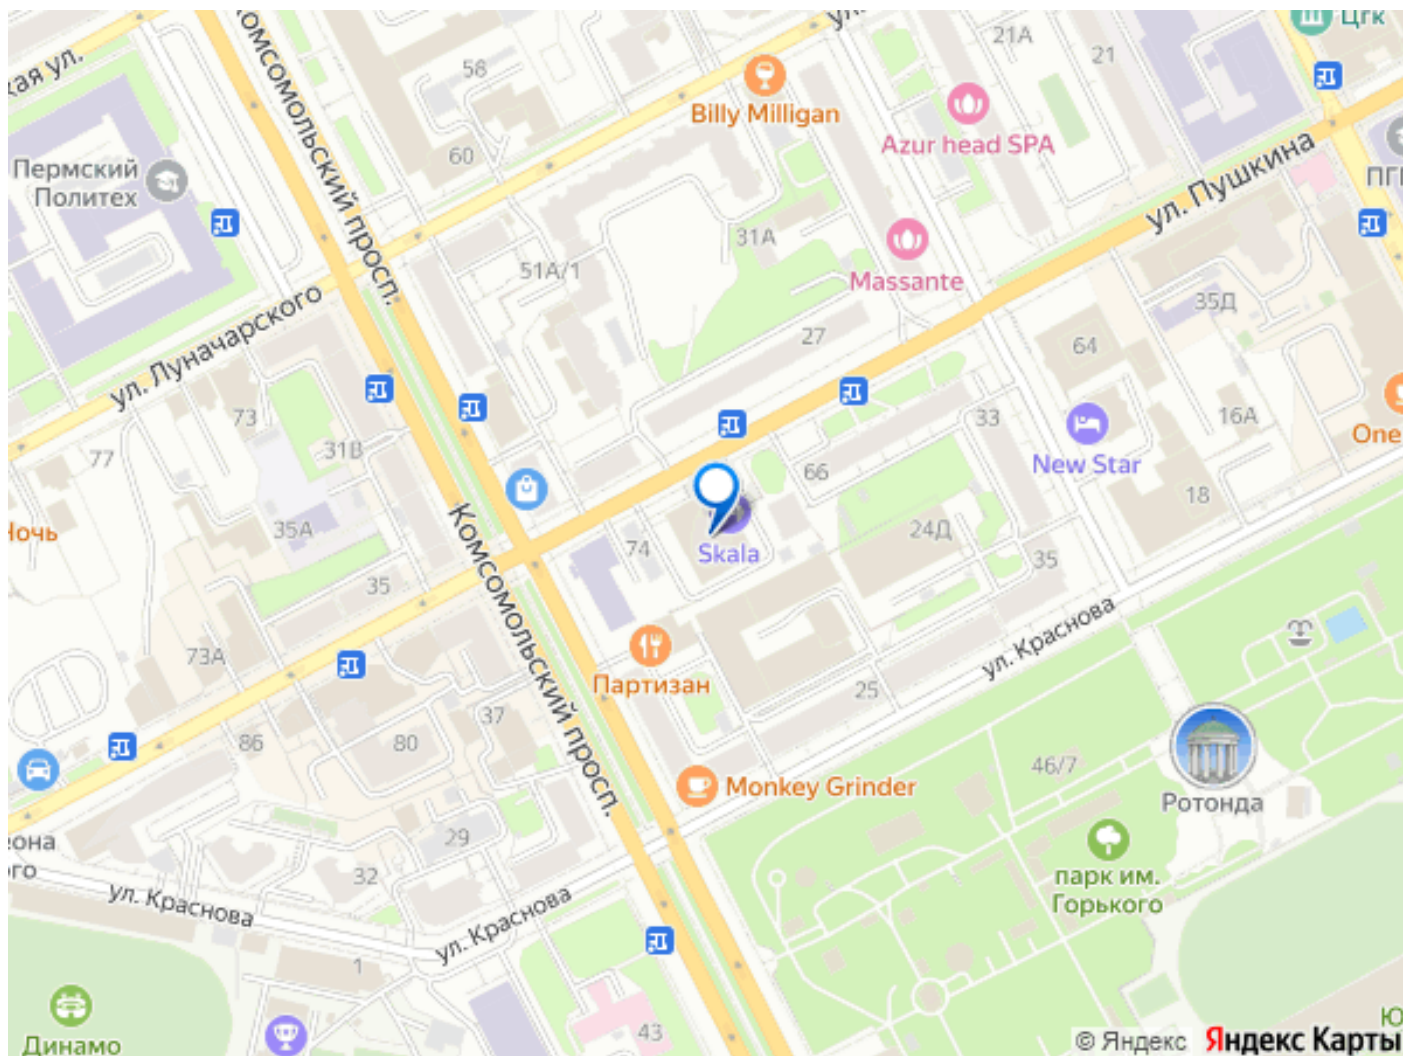 ул.
Цгк
кая ул.
Комсомольский просп.
58
21А
21
Billy Milligan
60
Azur head SPA
Пермский
Политех
ул. Пушкина
31А
51А/1
Massante
35Д
ул. Луначарского
27
64
73
33
16А
77
31В
One
66
New Star
18
Ночь
35А
74
Skala
24Д
35
35
Комсомольский просп.
ул. Краснова
73А
Партизан
25
37
86
80
46/7
Monkey Grinder
Ротонда
29
32
парк им.
Горького
ул. Краснова
ул. Краснова
1
43
Динамо
© Яндекс Яндекс Карты